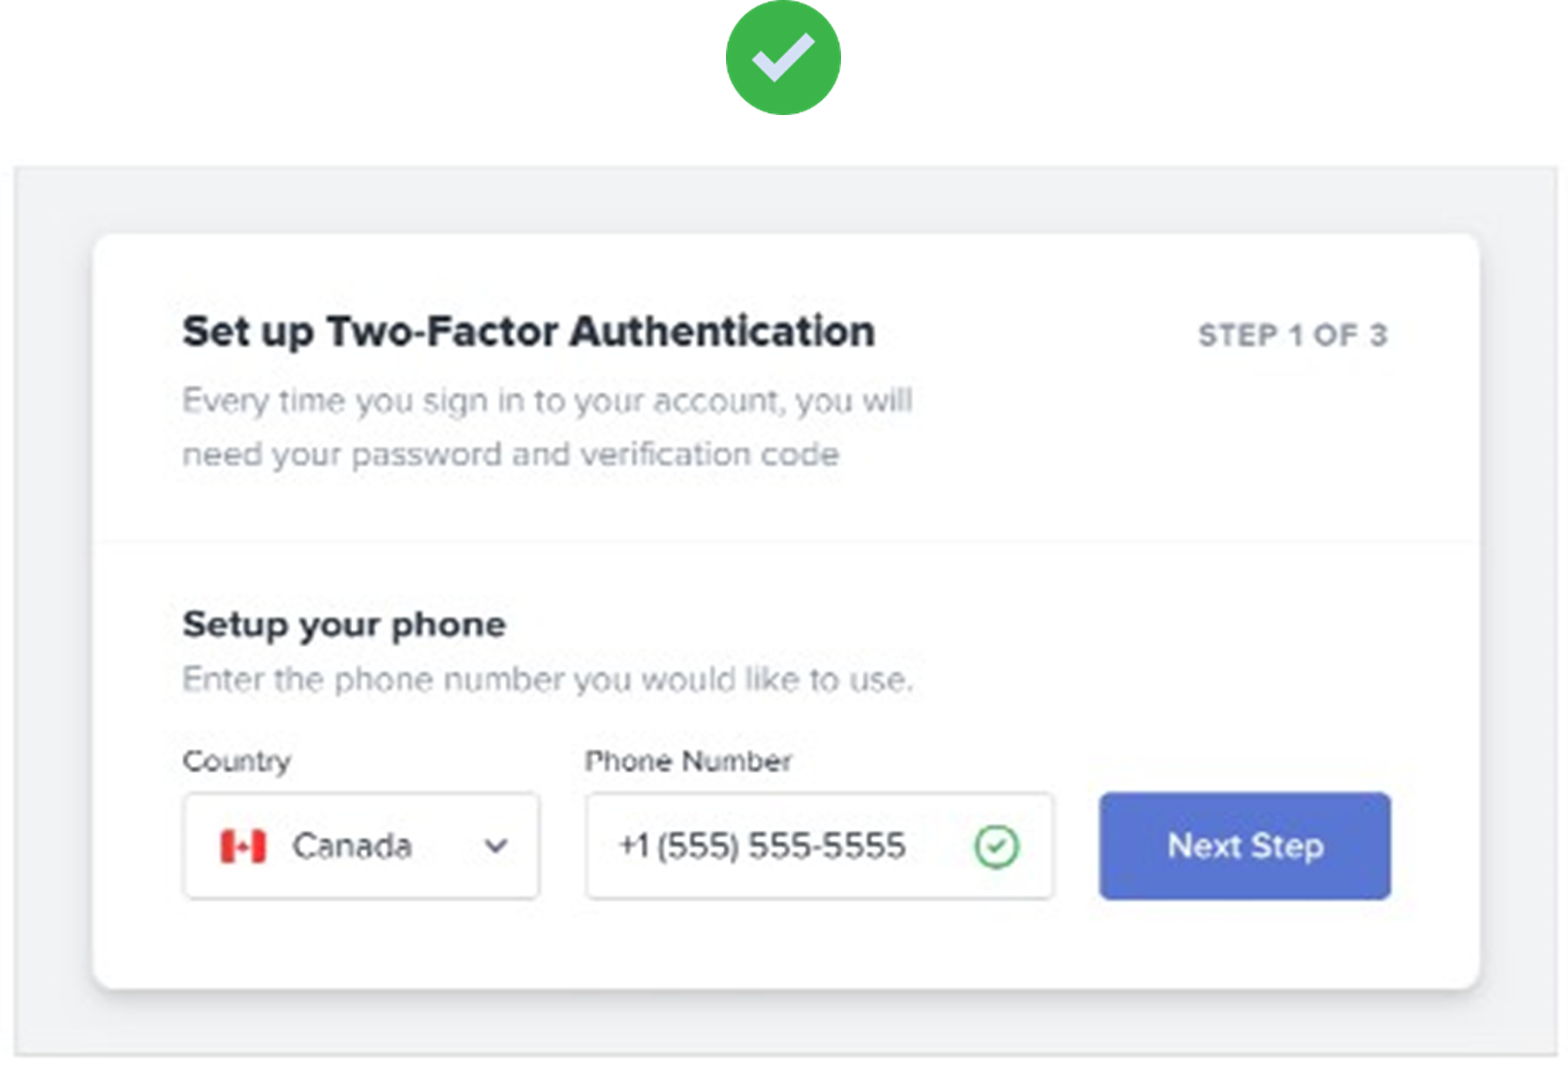 Set up Two-Factor Authentication
STEP 1 OF 3
Every time you sign in to your account, you will
need your password and verification code
Setup your phone
Enter the phone number you would like to use.
Country
Phone Number
Canada
+1 (555) 555-5555
Next Step